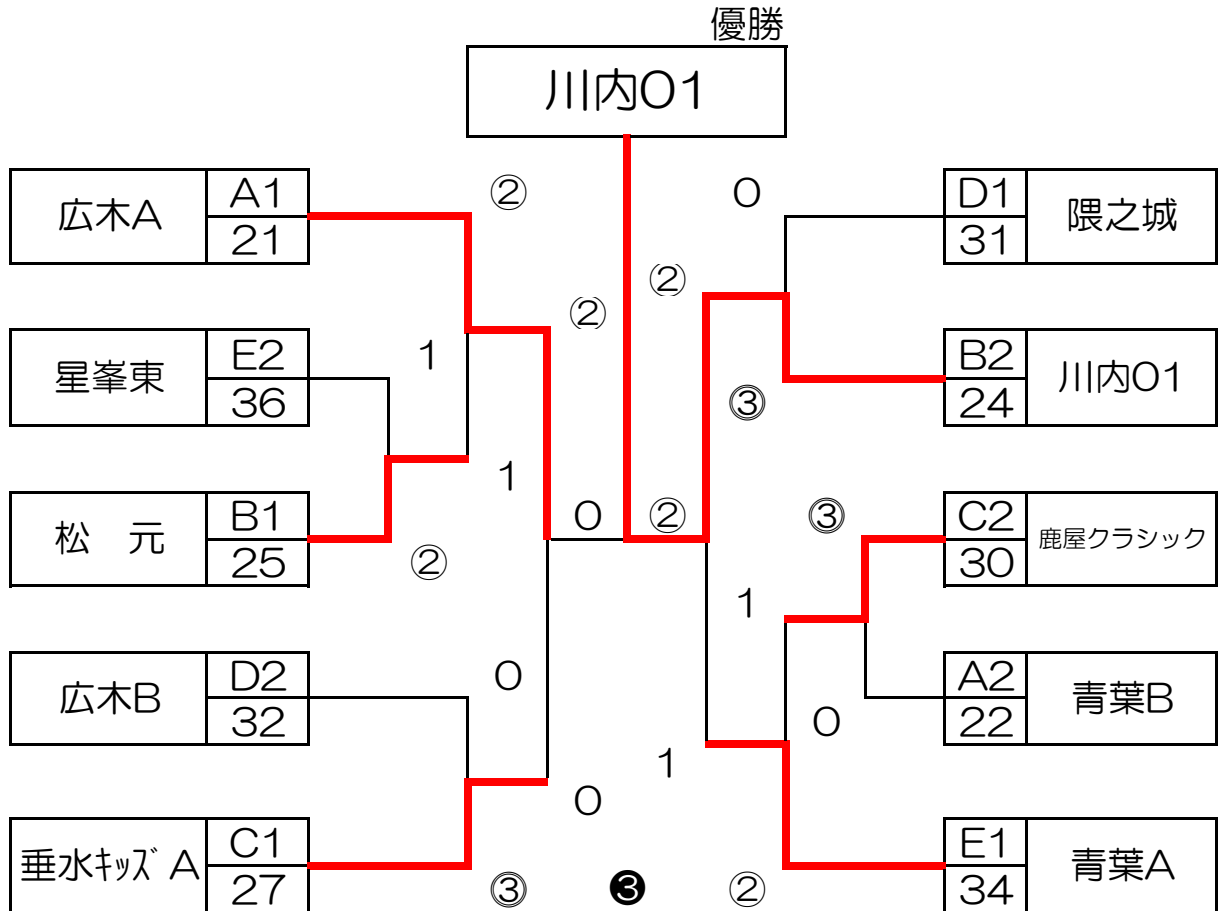 優勝
川内01
② 0
広木A A1 21
D1 31 隈之城
② ②
星峯東 E2 36
1
B2 24 川内01
③
松 元 B1 25
1 0 ② ③
C2 30 鹿屋クラシック
②
1
広木B D2 32
0
0
A2 22 青葉B
1
0
垂水キッズA C1 27
③ ❸ ②
E1 34 青葉A